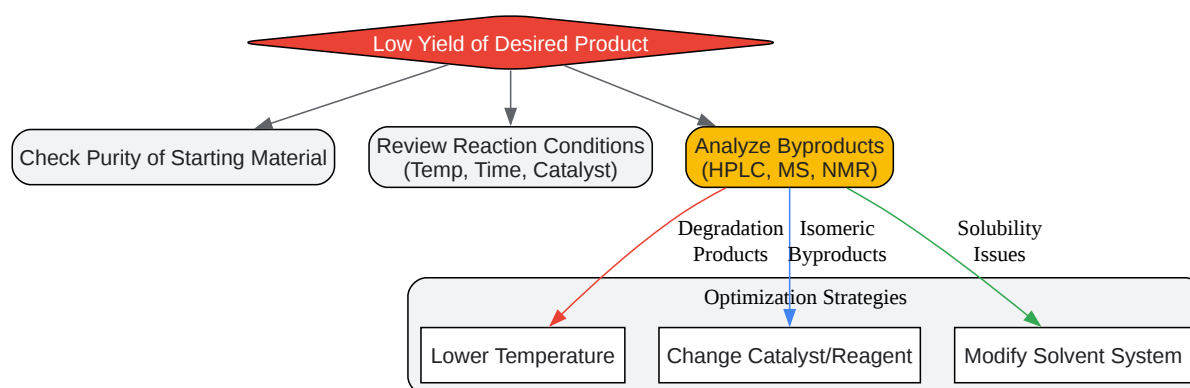 Low Yield of Desired Product
Check Purity of Starting Material
Review Reaction Conditions
(Temp, Time, Catalyst)
Analyze Byproducts
(HPLC, MS, NMR)
Degradation
Products
Isomeric
Byproducts
Solubility
Issues
Optimization Strategies
Lower Temperature
Change Catalyst/Reagent
Modify Solvent System